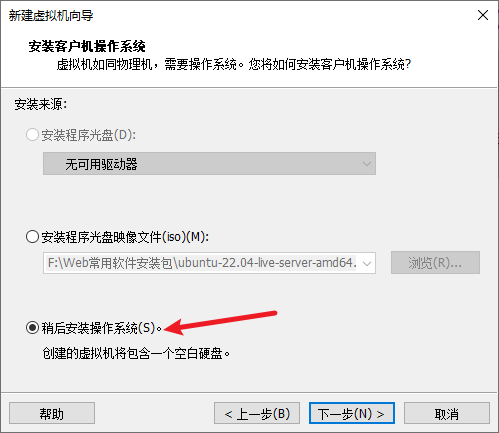 新建虚拟机向导
安装客户机操作系统
虚拟机如同物理机，需要操作系统。您将如何安装客户机操作系统?
安装来源:
安装程序光盘(D):
无可用驱动器
安装程序光盘映像文件(iso)(M):
F:\Web常用软件安装包\ubuntu-22.04-live-server-amd64.
浏览(R)...
稍后安装操作系统(S)。
创建的虚拟机将包含一个空白硬盘。
帮助
< 上一步(B)
下一步(N) >
取消